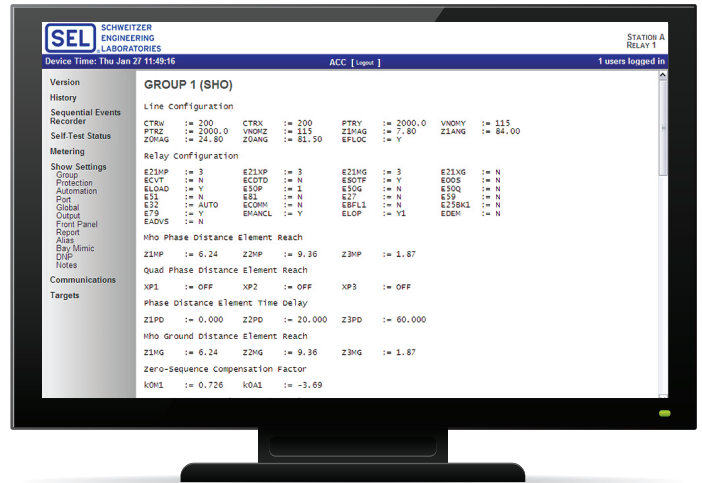 SEL
SCHWEITZER
ENGINEERING
LABORATORIES
STATION A
RELAY 1
Device Time: Thu Jan 27 11:49:16
ACC [ Logout ]
1 users logged in
Version
History
Sequential Events
Recorder
Self-Test Status
Metering
Show Settings
Group
Protection
Automation
Port
Global
Output
Front Panel
Report
Alias
Bay Mimic
DNP
Notes
Communications
Targets
GROUP 1 (SHO)
Line Configuration
CTRW := 200 CTRX := 200 PTRY := 2000.0 VNOMY := 115
PTRZ := 2000.0 VNOMZ := 115 Z1MAG := 7.80 Z1ANG := 84.00
Z0MAG := 24.80 Z0ANG := 81.50 EFLOC := Y
Relay Configuration
E21MP := 3 E21XP := 3 E21MG := 3 E21XG := N
ECVT := N ECDTD := N ESOTF := Y EOOS := N
ELOAD := Y E50P := 1 E50G := N E50Q := N
E51 := N E81 := N E27 := N E59 := N
E32 := AUTO ECOMM := N EBFL1 := N E25BK1 := N
E79 := Y EMANCL := Y ELOP := Y1 EDEM := N
EADVS := N
Mho Phase Distance Element Reach
Z1MP := 6.24 Z2MP := 9.36 Z3MP := 1.87
Quad Phase Distance Element Reach
XP1 := OFF XP2 := OFF XP3 := OFF
Phase Distance Element Time Delay
Z1PD := 0.000 Z2PD := 20.000 Z3PD := 60.000
Mho Ground Distance Element Reach
Z1MG := 6.24 Z2MG := 9.36 Z3MG := 1.87
Zero-Sequence Compensation Factor
k0M1 := 0.726 k0A1 := -3.69